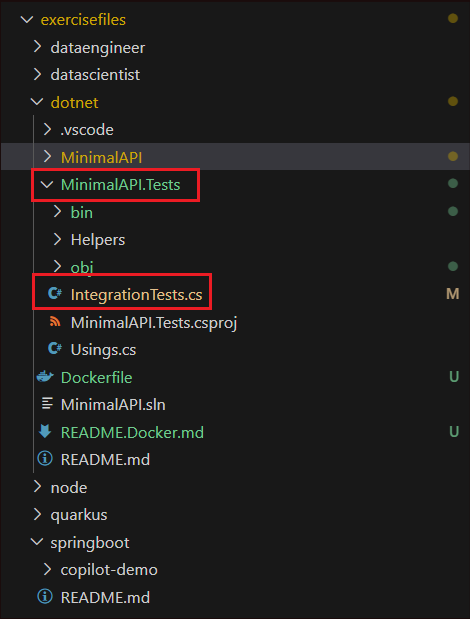 exercisefiles
dataengineer
datascientist
dotnet
.vscode
MinimalAPI
MinimalAPI.Tests
bin
Helpers
obj
C# IntegrationTests.cs M
MinimalAPI.Tests.csproj
C# Usings.cs
Dockerfile U
MinimalAPI.sln
README.Docker.md U
README.md
node
quarkus
springboot
copilot-demo
README.md